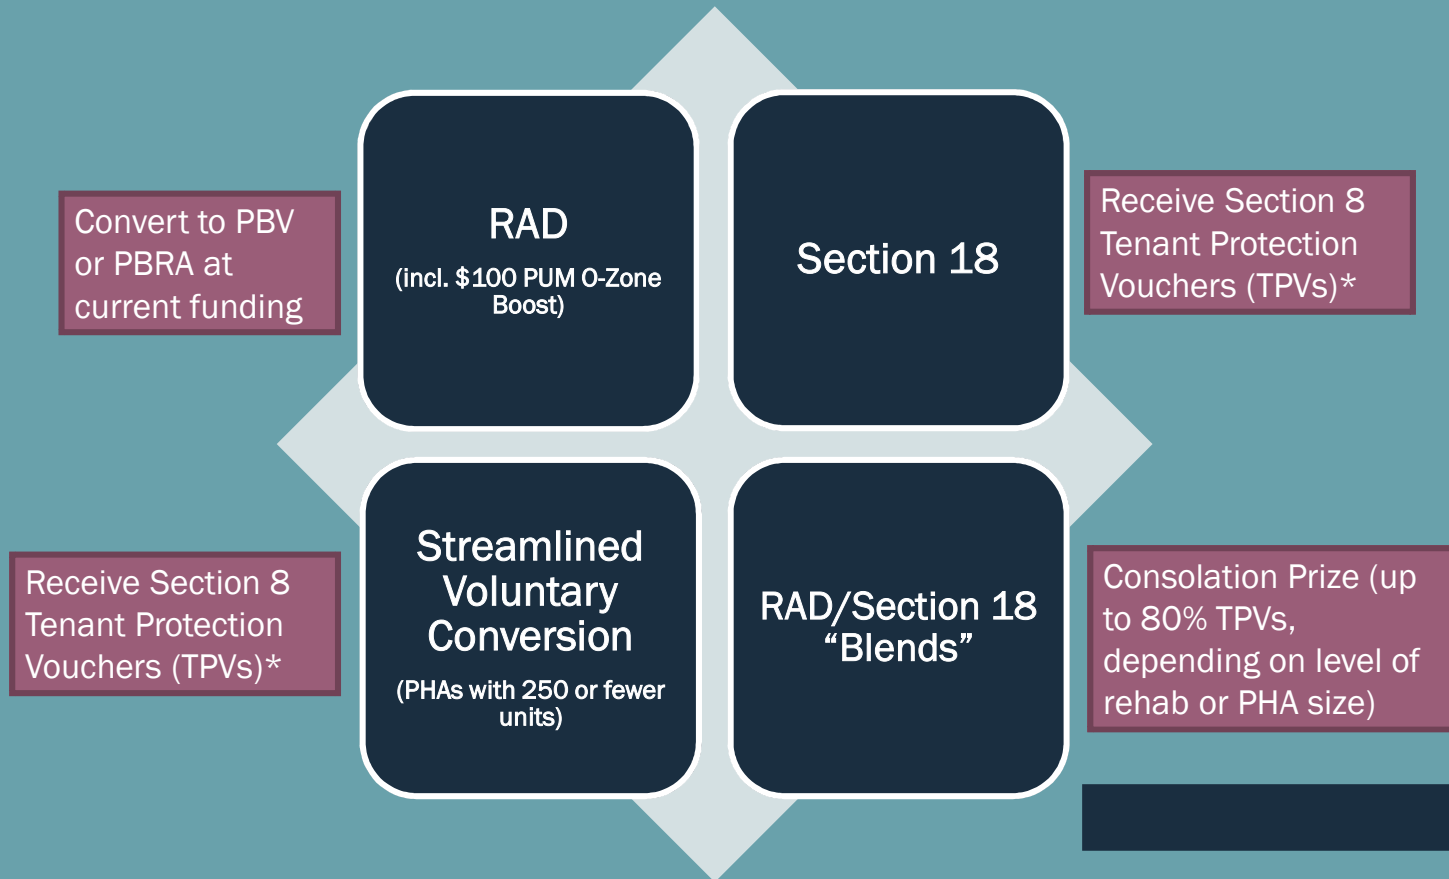 Convert to PBV
or PBRA at
current funding
RAD
(incl. $100 PUM O-Zone
Boost)
Section 18
Receive Section 8
Tenant Protection
Vouchers (TPVs)*
Receive Section 8
Tenant Protection
Vouchers (TPVs)*
Streamlined
Voluntary
Conversion
(PHAs with 250 or fewer
units)
RAD/Section 18
“Blends”
Consolation Prize (up
to 80% TPVs,
depending on level of
rehab or PHA size)